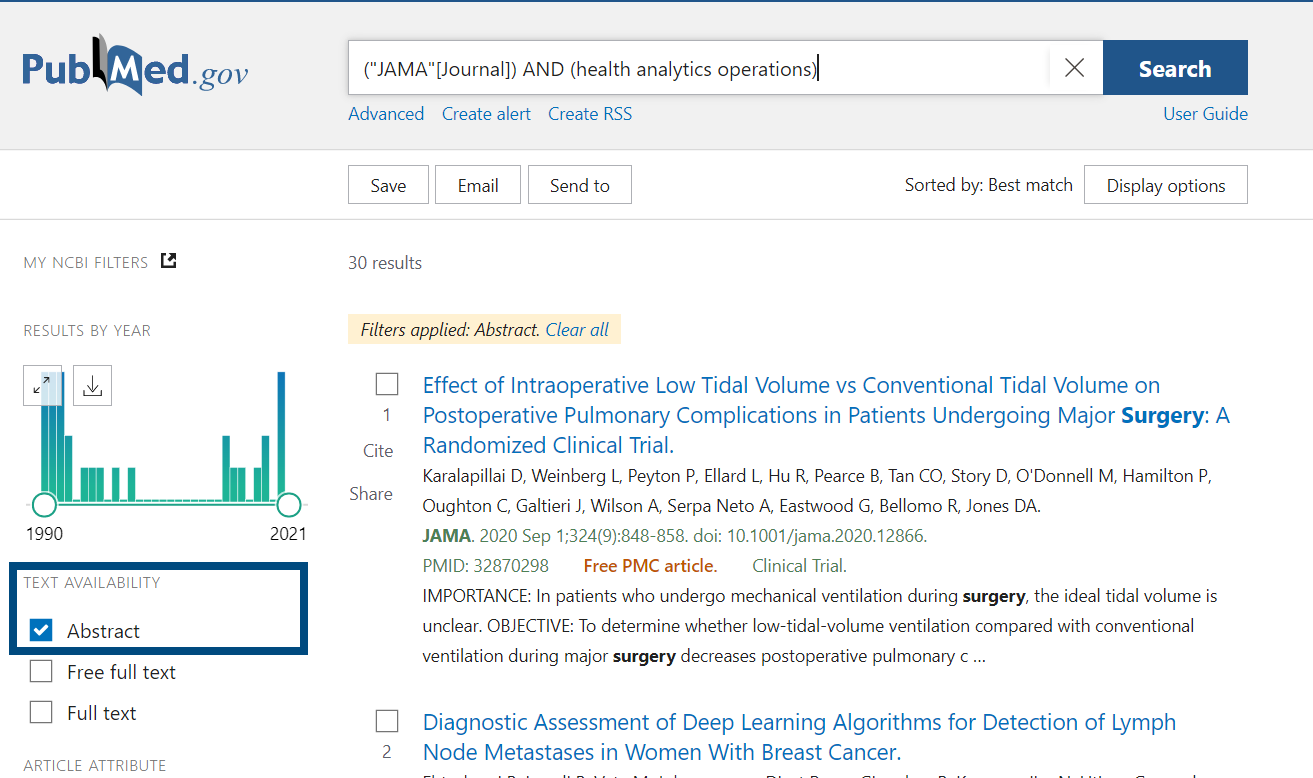 PubMed.gov
("JAMA"[Journal]) AND (health analytics operations)
Search
Advanced Create alert Create RSS
User Guide
Save
Email
Send to
Sorted by: Best match
Display options
MY NCBI FILTERS
30 results
RESULTS BY YEAR
1990
2021
Filters applied: Abstract. Clear all
TEXT AVAILABILITY
Abstract
Free full text
Full text
ARTICLE ATTRIBUTE
1
Cite
Share
Effect of Intraoperative Low Tidal Volume vs Conventional Tidal Volume on
Postoperative Pulmonary Complications in Patients Undergoing Major Surgery: A
Randomized Clinical Trial.
Karalapillai D, Weinberg L, Peyton P, Ellard L, Hu R, Pearce B, Tan CO, Story D, O'Donnell M, Hamilton P,
Oughton C, Galtieri J, Wilson A, Serpa Neto A, Eastwood G, Bellomo R, Jones DA.
JAMA. 2020 Sep 1;324(9):848-858. doi: 10.1001/jama.2020.12866.
PMID: 32870298 Free PMC article. Clinical Trial.
IMPORTANCE: In patients who undergo mechanical ventilation during surgery, the ideal tidal volume is
unclear. OBJECTIVE: To determine whether low-tidal-volume ventilation compared with conventional
ventilation during major surgery decreases postoperative pulmonary c ...
2
Diagnostic Assessment of Deep Learning Algorithms for Detection of Lymph
Node Metastases in Women With Breast Cancer.